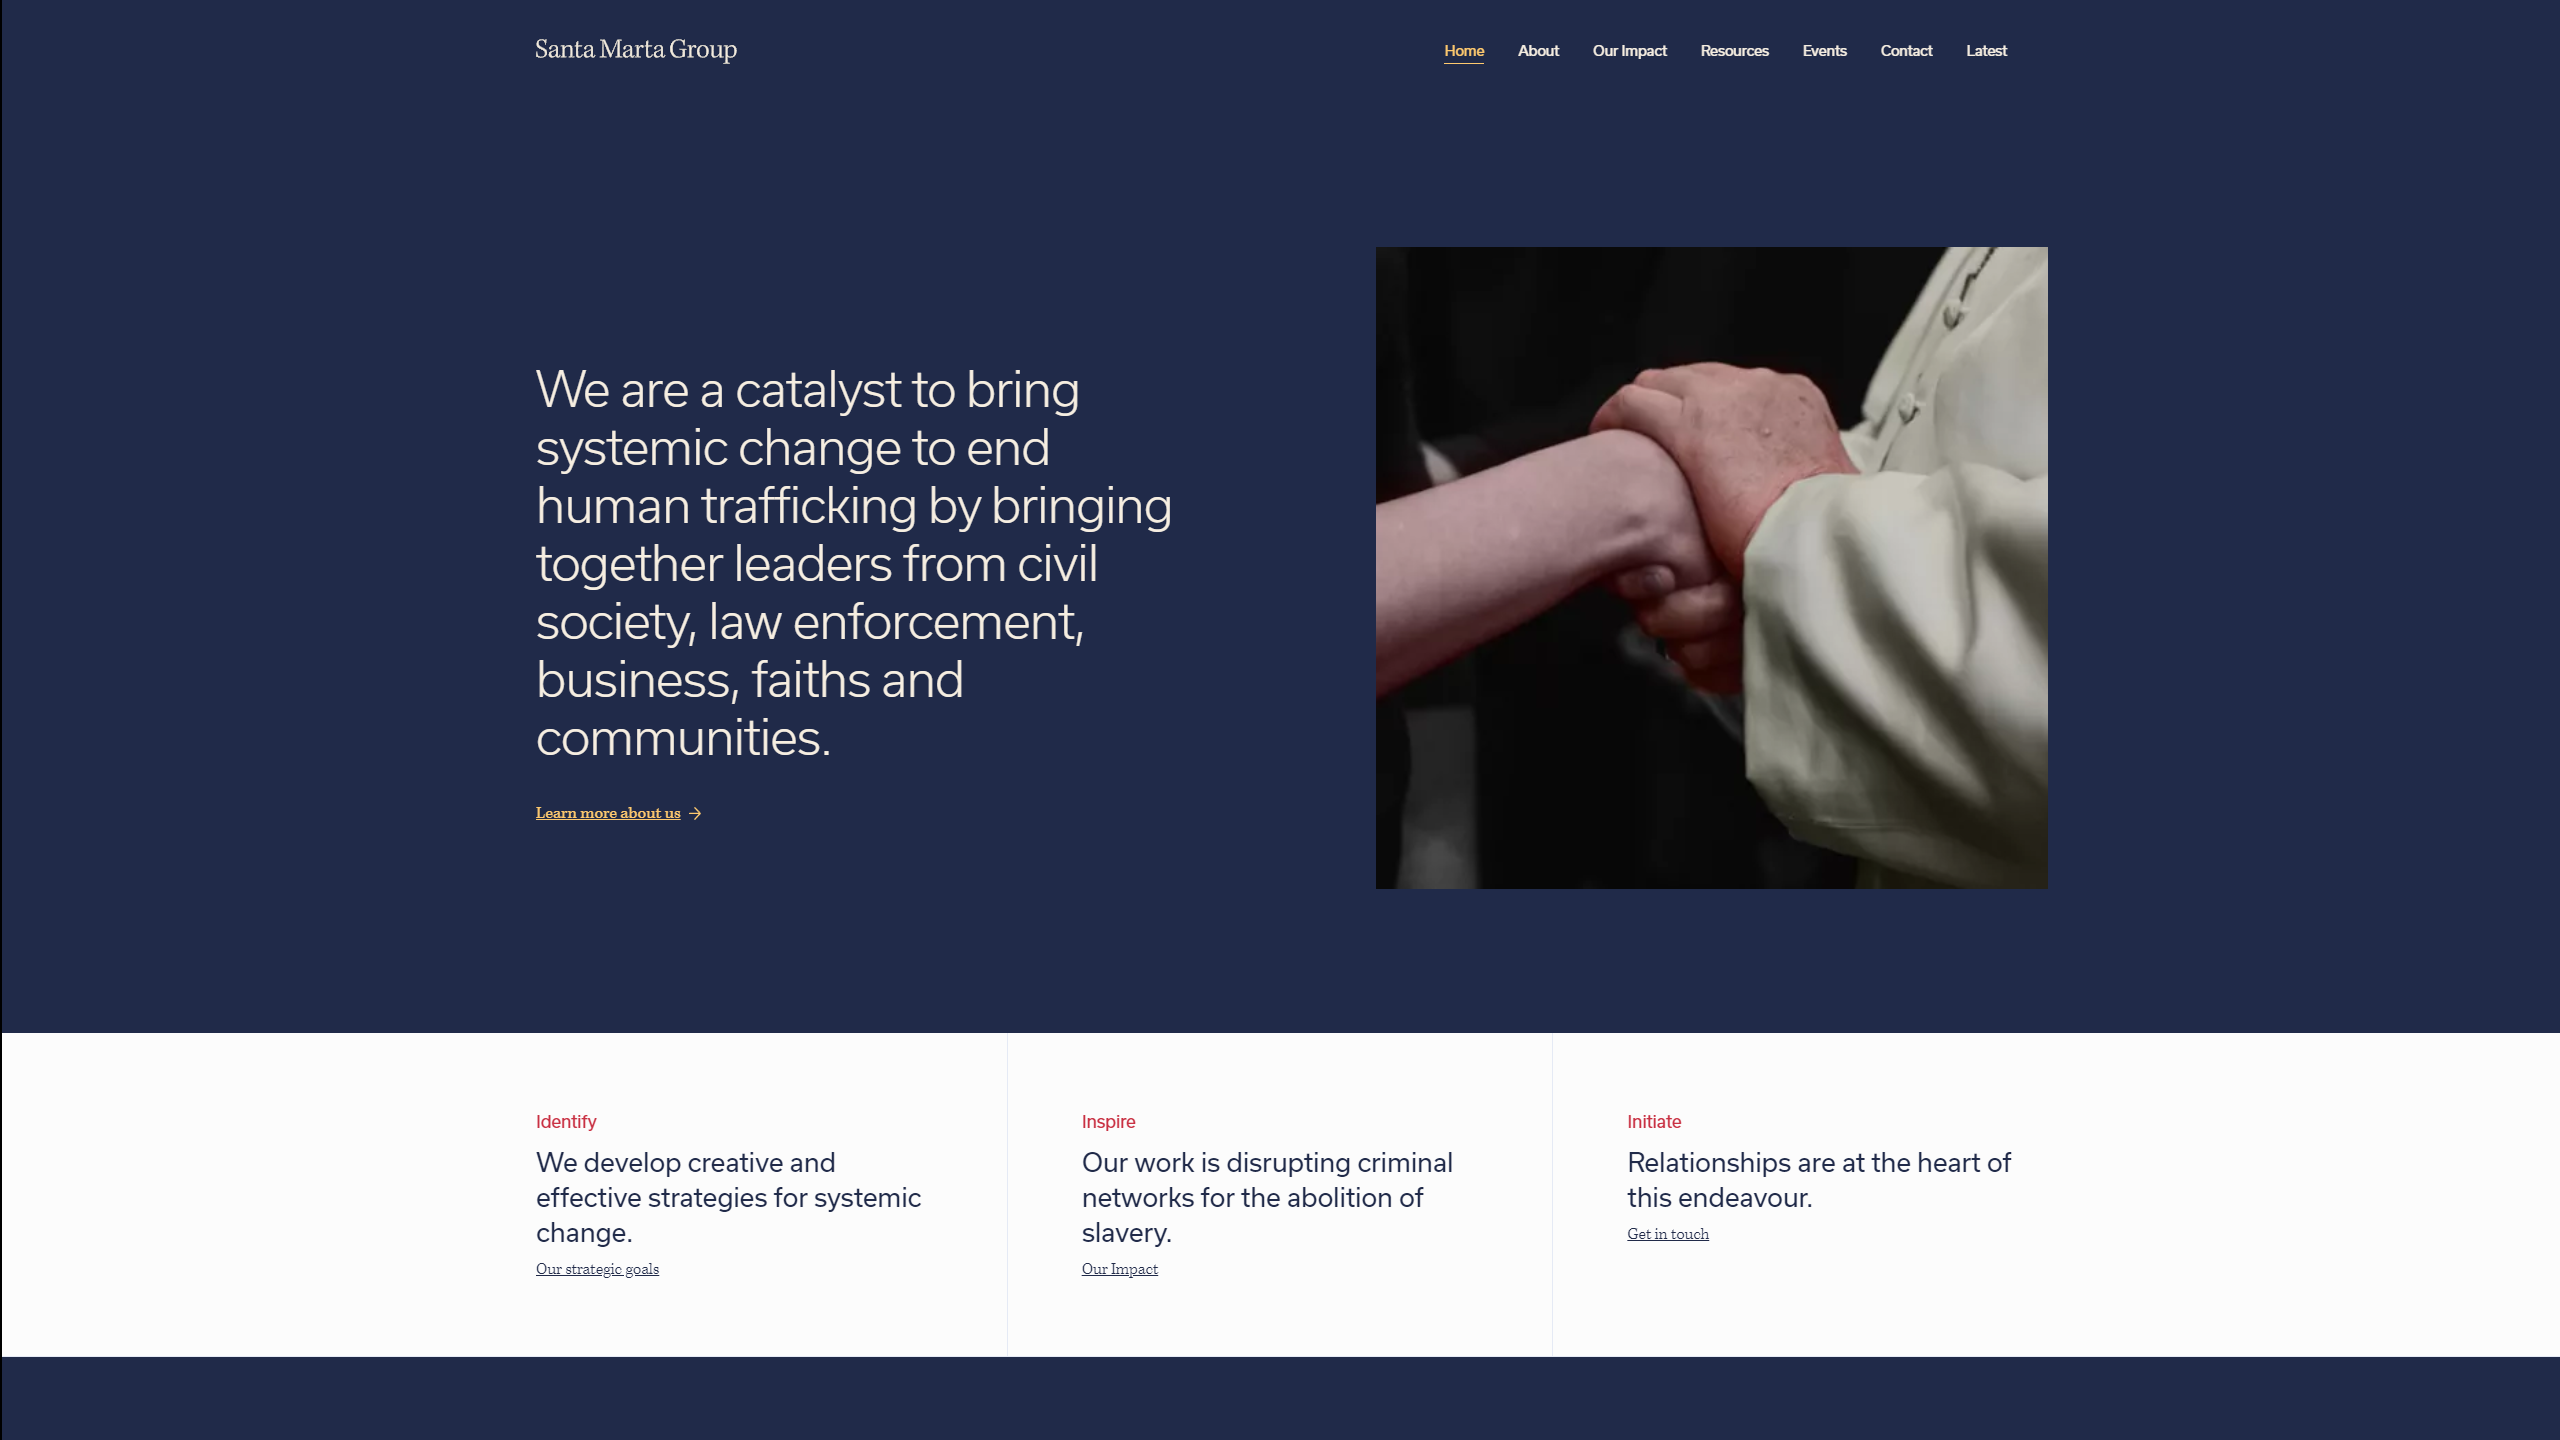 Santa Marta Group
Home
About
Our Impact
Resources
Events
Contact
Latest
We are a catalyst to bring
systemic change to end
human trafficking by bringing
together leaders from civil
society, law enforcement,
business, faiths and
communities.
Learn more about us →
Identify
We develop creative and
effective strategies for systemic
change.
Our strategic goals
Inspire
Our work is disrupting criminal
networks for the abolition of
slavery.
Our Impact
Initiate
Relationships are at the heart of
this endeavour.
Get in touch